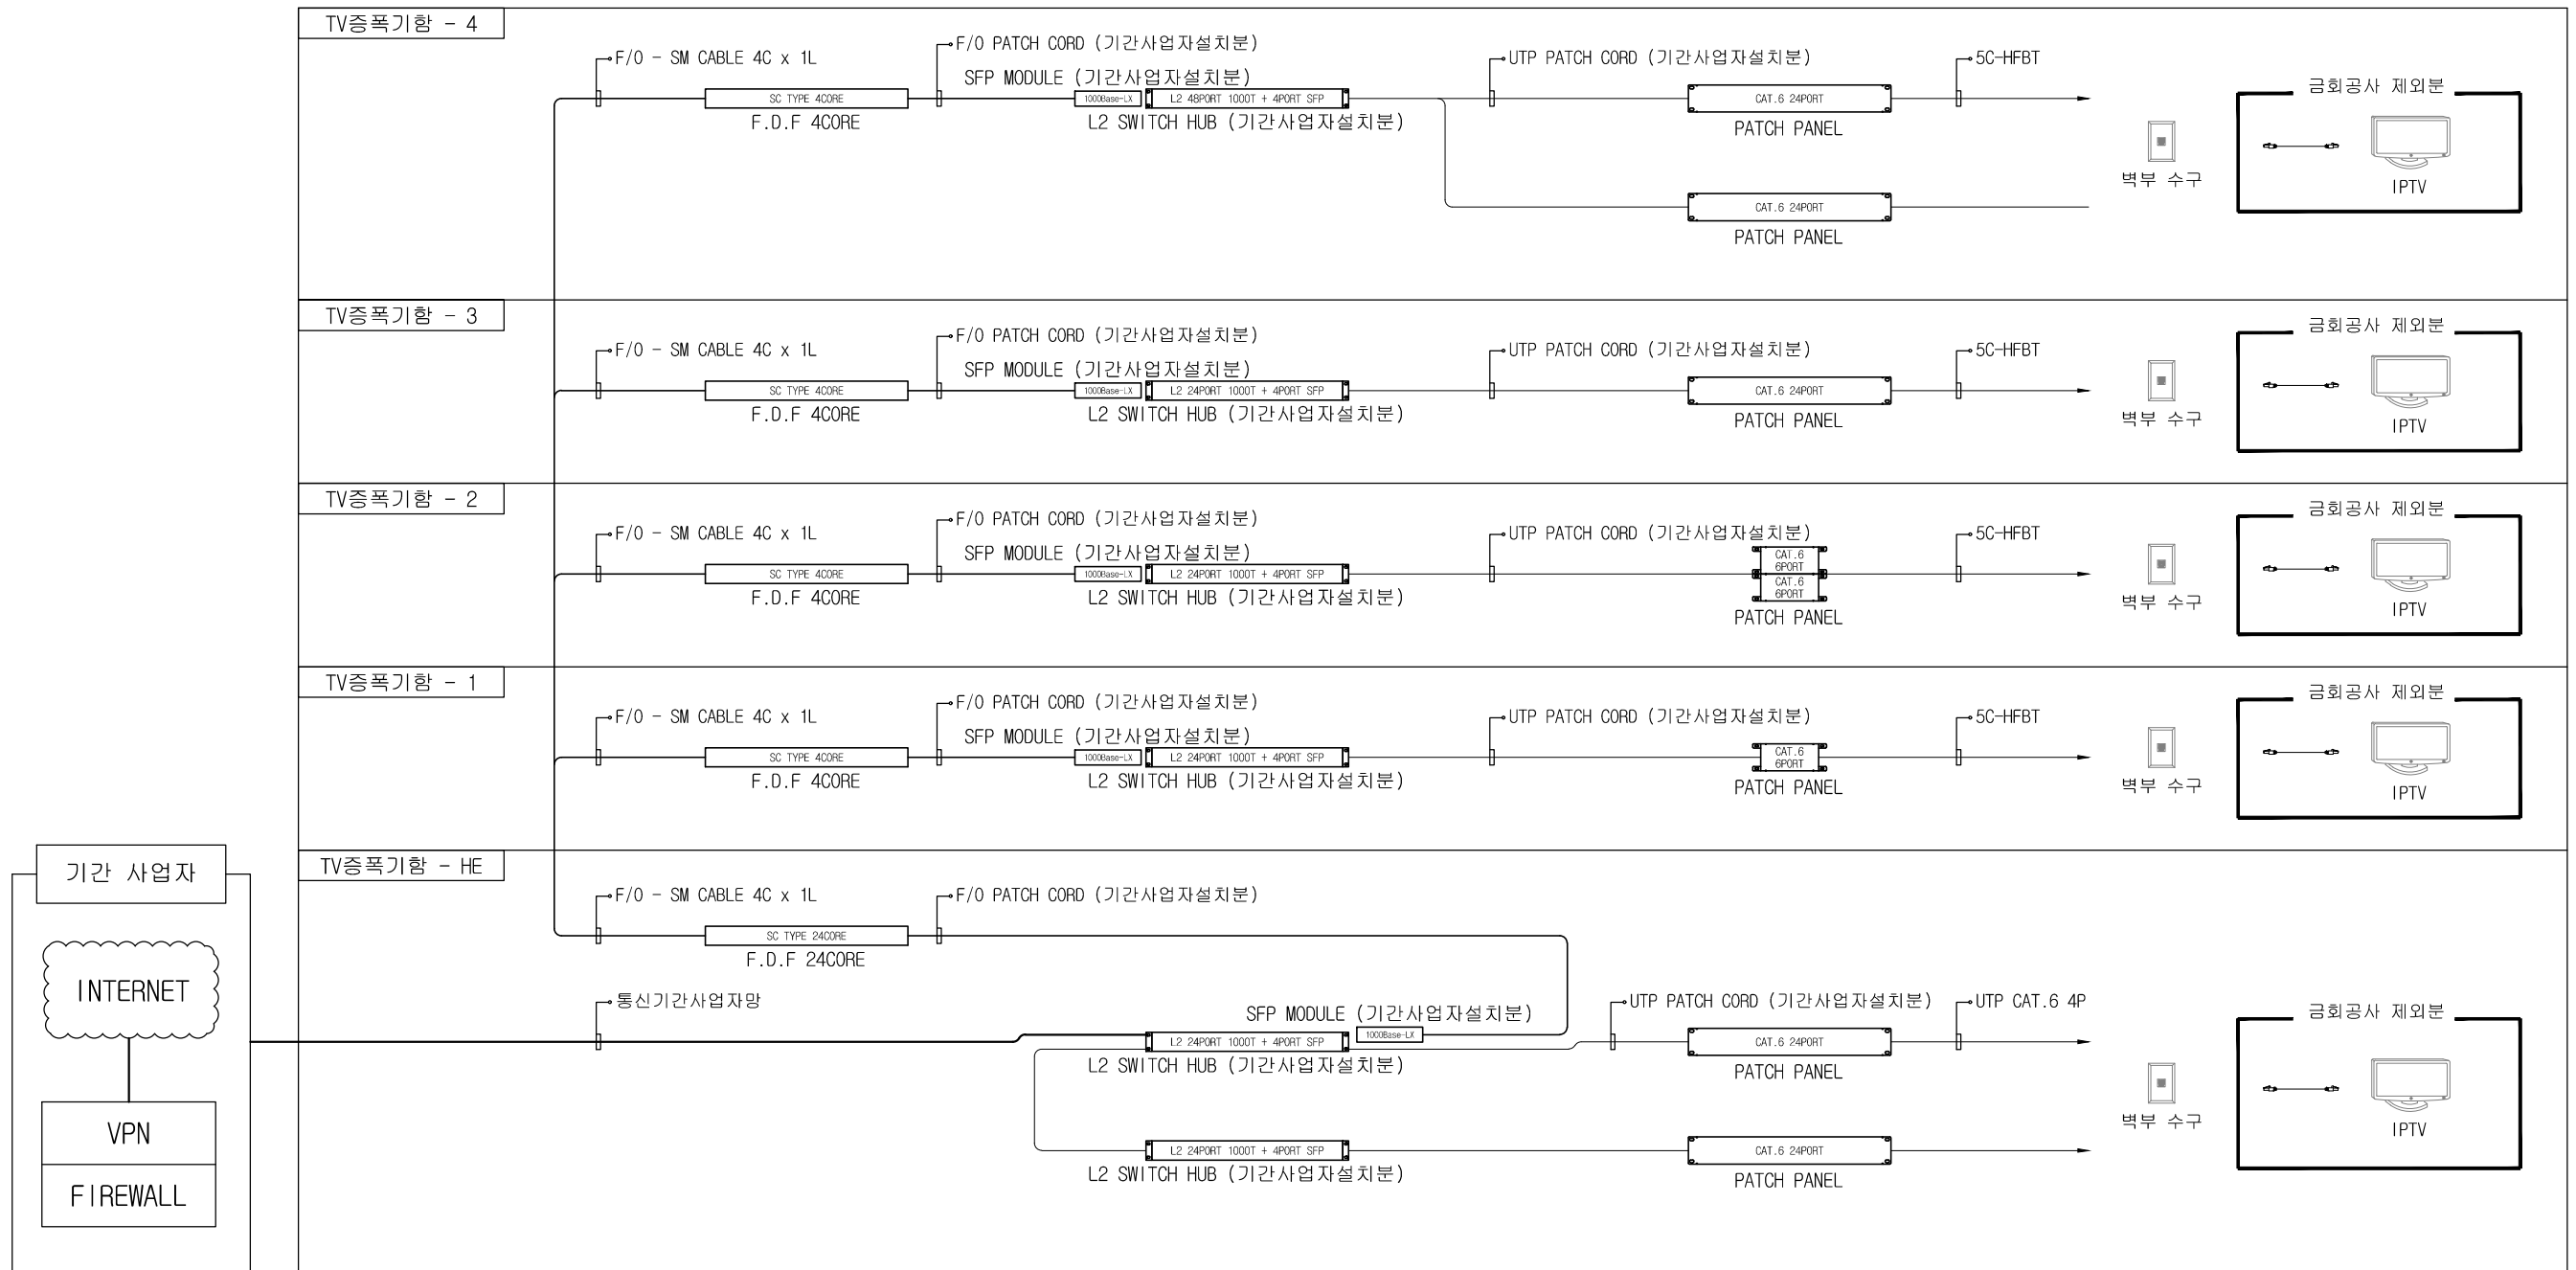 TV증폭기함 - 4
F/O - SM CABLE 4C x 1L
F/O PATCH CORD (기간사업자설치분)
SFP MODULE (기간사업자설치분)
UTP PATCH CORD (기간사업자설치분)
5C-HFBT
금회공사 제외분
SC TYPE 4CORE
1000Base-LX
L2 48PORT 1000T + 4PORT SFP
CAT.6 24PORT
F.D.F 4CORE
L2 SWITCH HUB (기간사업자설치분)
PATCH PANEL
벽부 수구
IPTV
CAT.6 24PORT
PATCH PANEL
TV증폭기함 - 3
F/O - SM CABLE 4C x 1L
F/O PATCH CORD (기간사업자설치분)
SFP MODULE (기간사업자설치분)
UTP PATCH CORD (기간사업자설치분)
5C-HFBT
금회공사 제외분
SC TYPE 4CORE
1000Base-LX
L2 24PORT 1000T + 4PORT SFP
CAT.6 24PORT
F.D.F 4CORE
L2 SWITCH HUB (기간사업자설치분)
PATCH PANEL
벽부 수구
IPTV
TV증폭기함 - 2
F/O - SM CABLE 4C x 1L
F/O PATCH CORD (기간사업자설치분)
SFP MODULE (기간사업자설치분)
UTP PATCH CORD (기간사업자설치분)
5C-HFBT
금회공사 제외분
SC TYPE 4CORE
1000Base-LX
L2 24PORT 1000T + 4PORT SFP
CAT.6
6PORT
CAT.6
6PORT
F.D.F 4CORE
L2 SWITCH HUB (기간사업자설치분)
PATCH PANEL
벽부 수구
IPTV
TV증폭기함 - 1
F/O - SM CABLE 4C x 1L
F/O PATCH CORD (기간사업자설치분)
SFP MODULE (기간사업자설치분)
UTP PATCH CORD (기간사업자설치분)
5C-HFBT
금회공사 제외분
SC TYPE 4CORE
1000Base-LX
L2 24PORT 1000T + 4PORT SFP
CAT.6
6PORT
F.D.F 4CORE
L2 SWITCH HUB (기간사업자설치분)
PATCH PANEL
벽부 수구
IPTV
기간 사업자
INTERNET
VPN
FIREWALL
TV증폭기함 - HE
F/O - SM CABLE 4C x 1L
F/O PATCH CORD (기간사업자설치분)
SC TYPE 24CORE
F.D.F 24CORE
통신기간사업자망
SFP MODULE (기간사업자설치분)
UTP PATCH CORD (기간사업자설치분)
UTP CAT.6 4P
금회공사 제외분
L2 24PORT 1000T + 4PORT SFP
1000Base-LX
CAT.6 24PORT
L2 SWITCH HUB (기간사업자설치분)
PATCH PANEL
벽부 수구
IPTV
L2 24PORT 1000T + 4PORT SFP
CAT.6 24PORT
L2 SWITCH HUB (기간사업자설치분)
PATCH PANEL